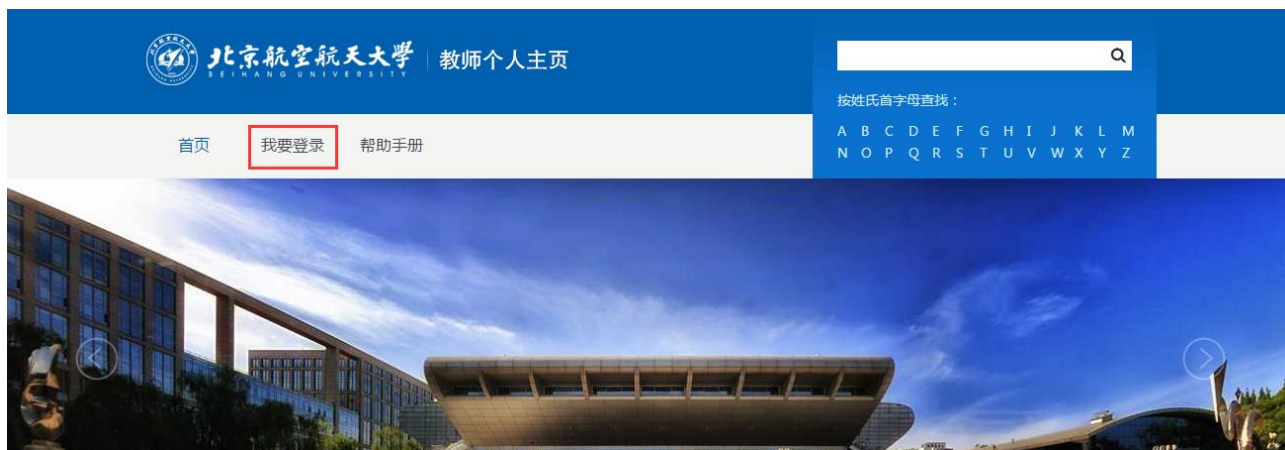 北京航空航天大学
BEIHANG UNIVERSITY
教师个人主页
按姓氏首字母查找：
A B C D E F G H I J K L M
N O P Q R S T U V W X Y Z
首页 我要登录 帮助手册